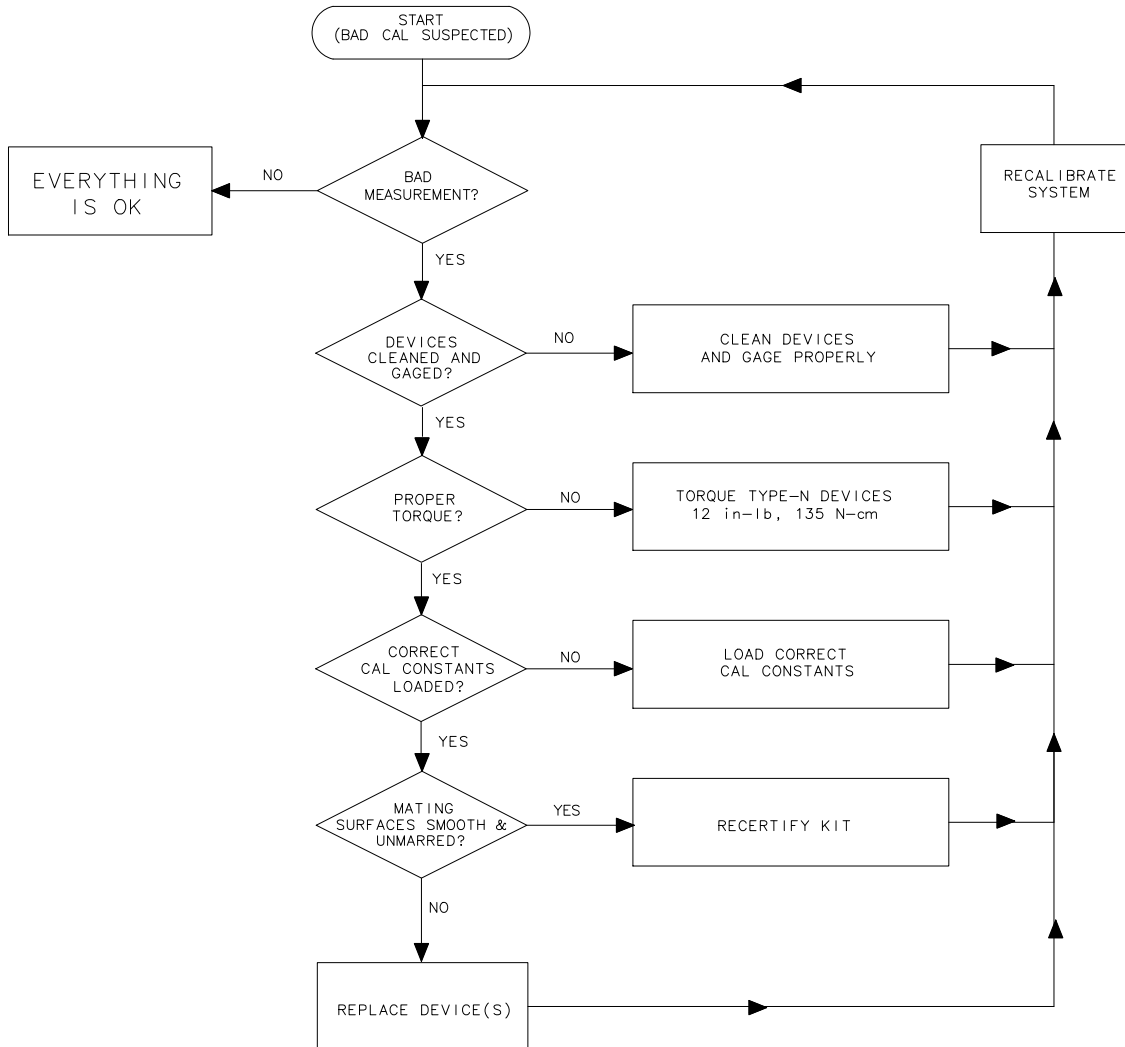 START
(BAD CAL SUSPECTED)
BAD
MEASUREMENT?
NO
EVERYTHING
IS OK
RECALIBRATE
SYSTEM
YES
DEVICES
CLEANED AND
GAGED?
NO
CLEAN DEVICES
AND GAGE PROPERLY
YES
PROPER
TORQUE?
NO
TORQUE TYPE-N DEVICES
12 in-lb, 135 N-cm
YES
CORRECT
CAL CONSTANTS
LOADED?
NO
LOAD CORRECT
CAL CONSTANTS
YES
MATING
SURFACES SMOOTH &
UNMARRED?
YES
RECERTIFY KIT
NO
REPLACE DEVICE(S)